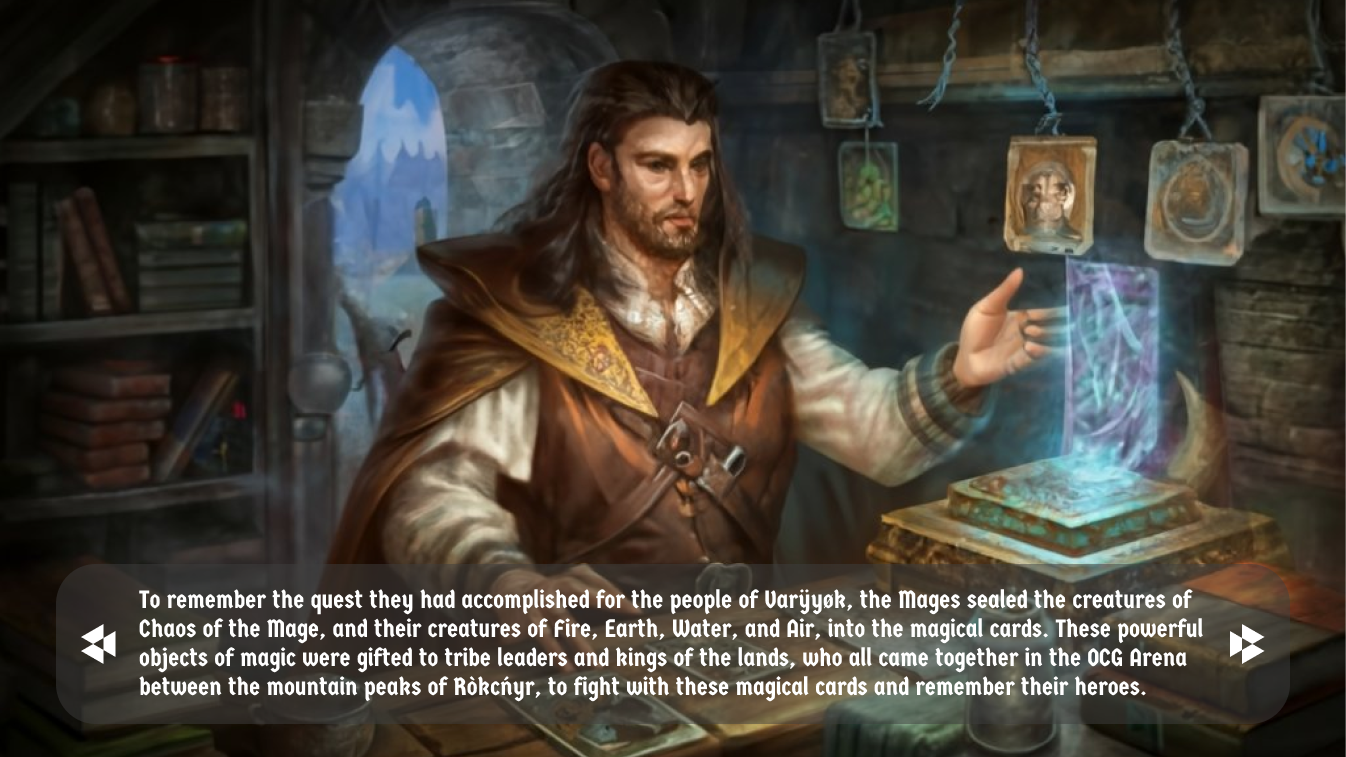 To remember the quest they had accomplished for the people of Varÿyøk, the Mages sealed the creatures of
Chaos of the Mage, and their creatures of Fire, Earth, Water, and Air, into the magical cards. These powerful
objects of magic were gifted to tribe leaders and kings of the lands, who all came together in the OCG Arena
between the mountain peaks of Ròkcńyr, to fight with these magical cards and remember their heroes.